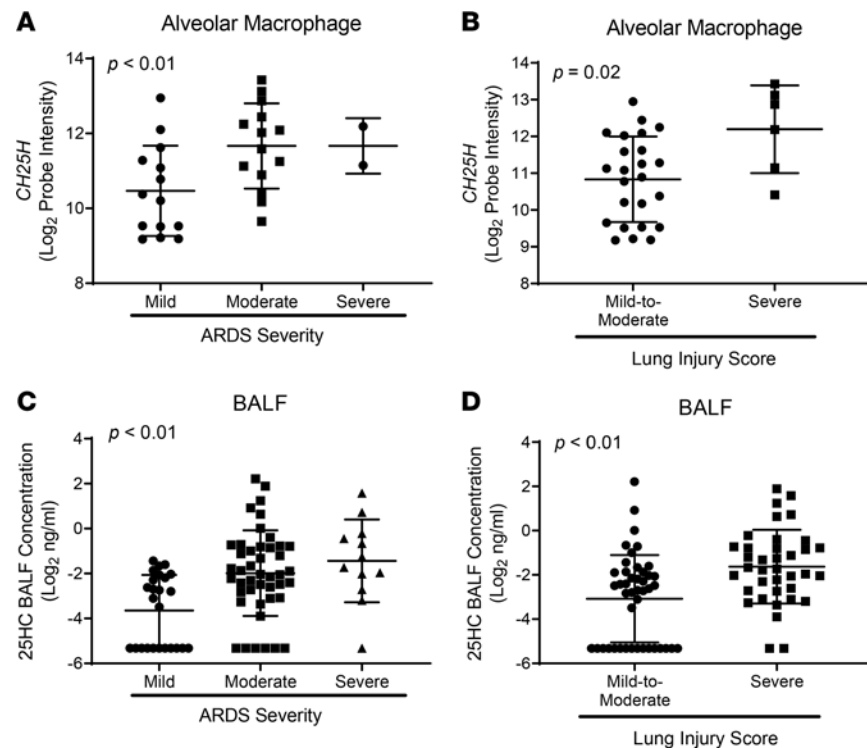 A
Alveolar Macrophage
p < 0.01
CH25H
(Log2 Probe Intensity)
14
12
10
8
Mild Moderate Severe
ARDS Severity
B
Alveolar Macrophage
p = 0.02
CH25H
(Log2 Probe Intensity)
14
13
12
11
10
9
8
Mild-to-
Moderate
Severe
Lung Injury Score
C
BALF
p < 0.01
25HC BALF Concentration
(Log2 ng/ml)
4
2
0
-2
-4
-6
Mild Moderate Severe
ARDS Severity
D
BALF
p < 0.01
25HC BALF Concentration
(Log2 ng/ml)
4
2
0
-2
-4
-6
Mild-to-
Moderate
Severe
Lung Injury Score